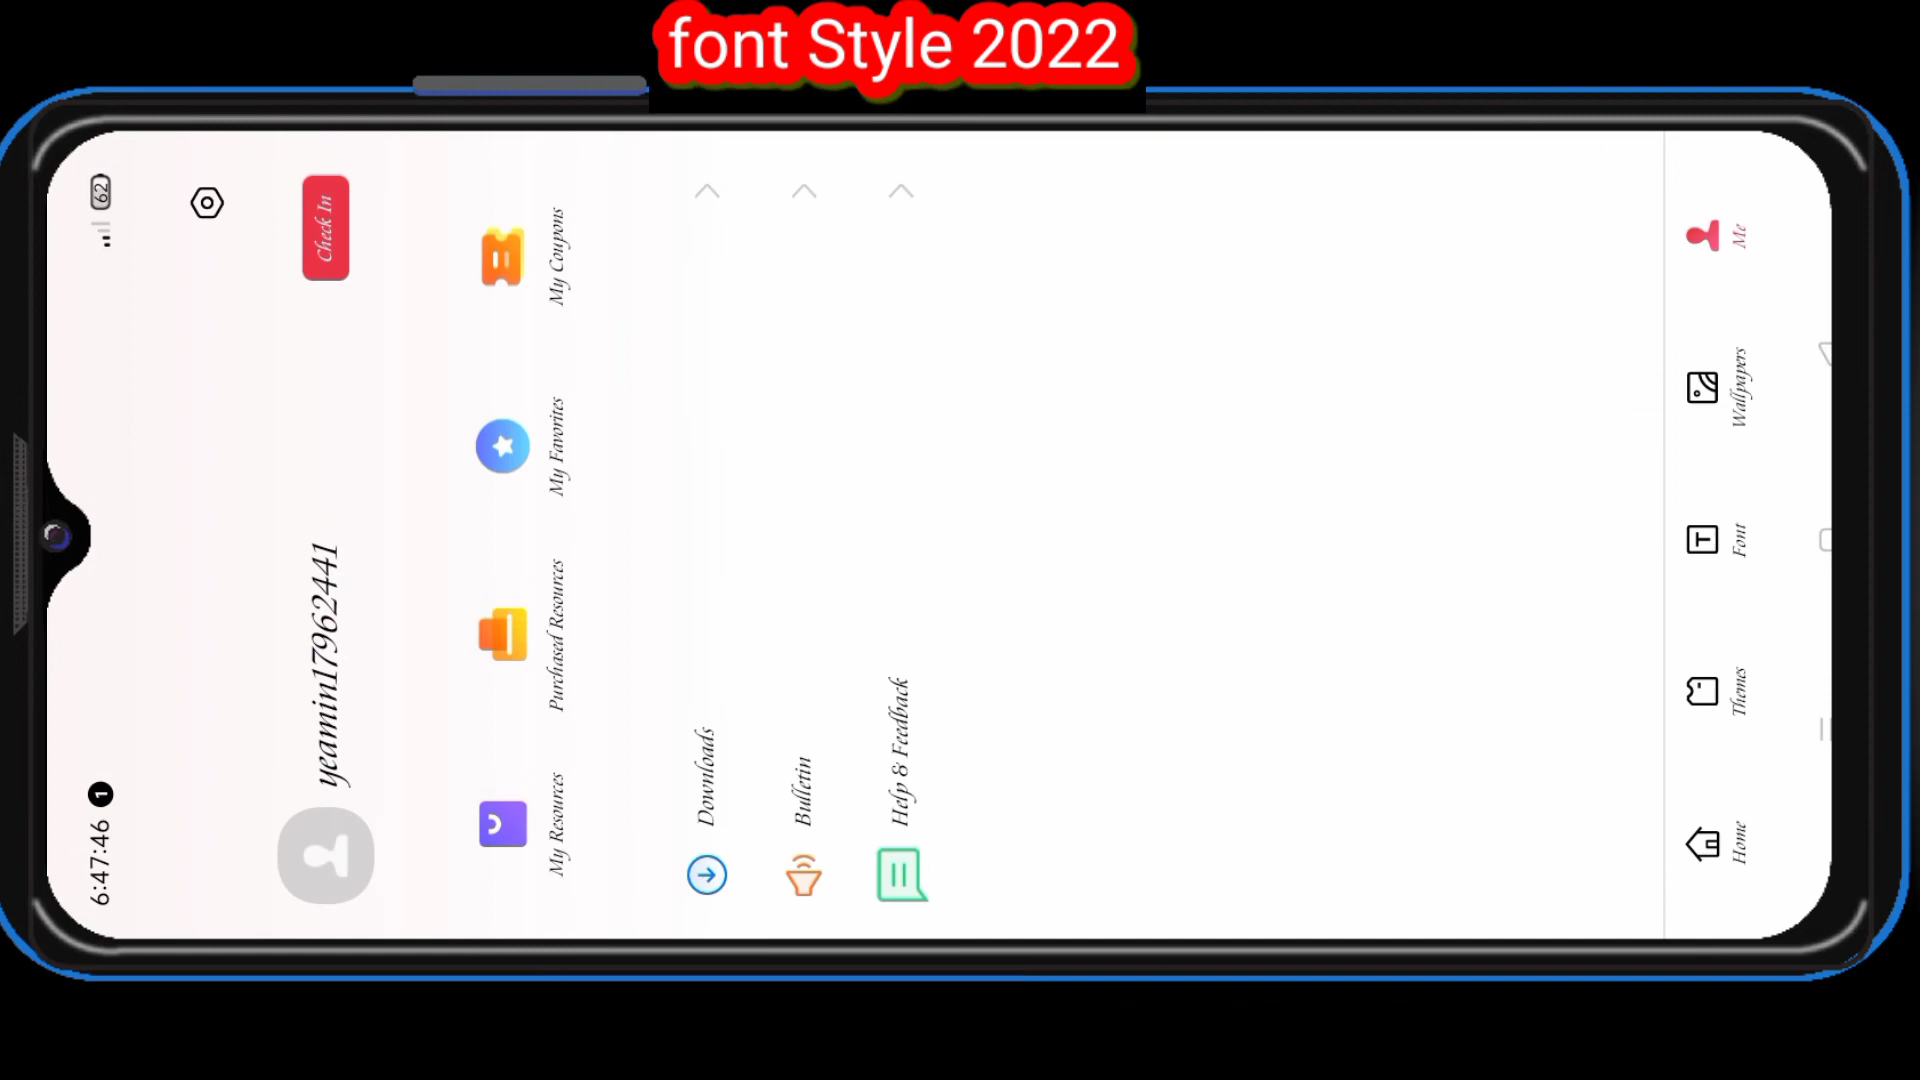 font Style 2022
6:47:46 1
62
Check In
yeamin17962441
My Resources
Purchased Resources
My Favorites
My Coupons
Downloads
Bulletin
Help & Feedback
Home
Themes
Font
Wallpapers
Me